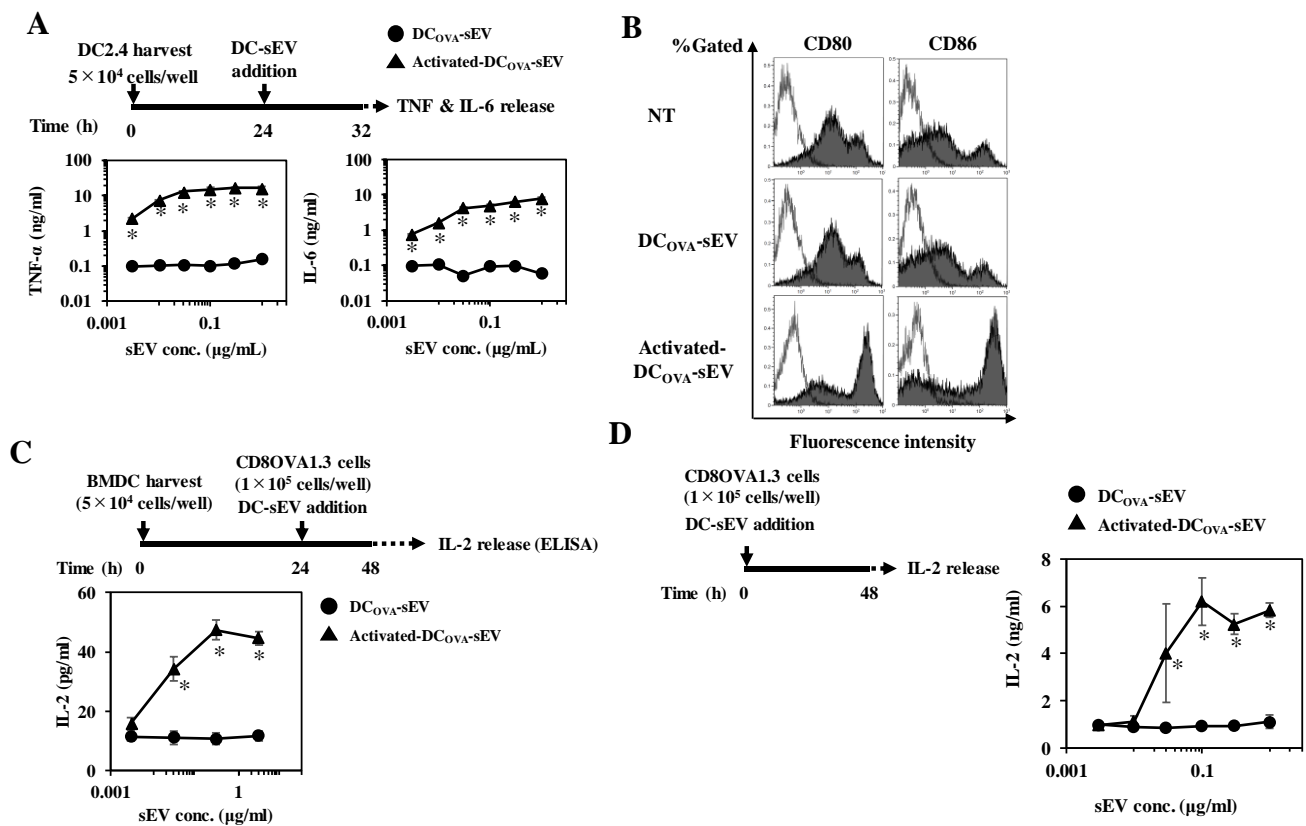 A
DC2.4 harvest
5×10⁴ cells/well
DC-sEV
addition
DC_OVA-sEV
Activated-DC_OVA-sEV
TNF & IL-6 release
Time (h) 0 24 32
TNF-α (ng/ml)
100
10
1
0.1
0.01
* * * * * *
0.001 0.1
sEV conc. (μg/mL)
IL-6 (ng/ml)
100
10
1
0.1
0.01
* * * * * *
0.001 0.1
sEV conc. (μg/mL)
B
%Gated CD80 CD86
NT
DC_OVA-sEV
Activated-
DC_OVA-sEV
Fluorescence intensity
C
BMDC harvest
(5×10⁴ cells/well)
CD8OVA1.3 cells
(1×10⁵ cells/well)
DC-sEV addition
IL-2 release (ELISA)
Time (h) 0 24 48
DC_OVA-sEV
Activated-DC_OVA-sEV
IL-2 (pg/ml)
60
40
20
0
* * *
0.001 1
sEV conc. (μg/ml)
D
CD8OVA1.3 cells
(1×10⁵ cells/well)
DC-sEV addition
IL-2 release
Time (h) 0 48
DC_OVA-sEV
Activated-DC_OVA-sEV
IL-2 (ng/ml)
8
6
4
2
0
* * * *
0.001 0.1
sEV conc. (μg/ml)